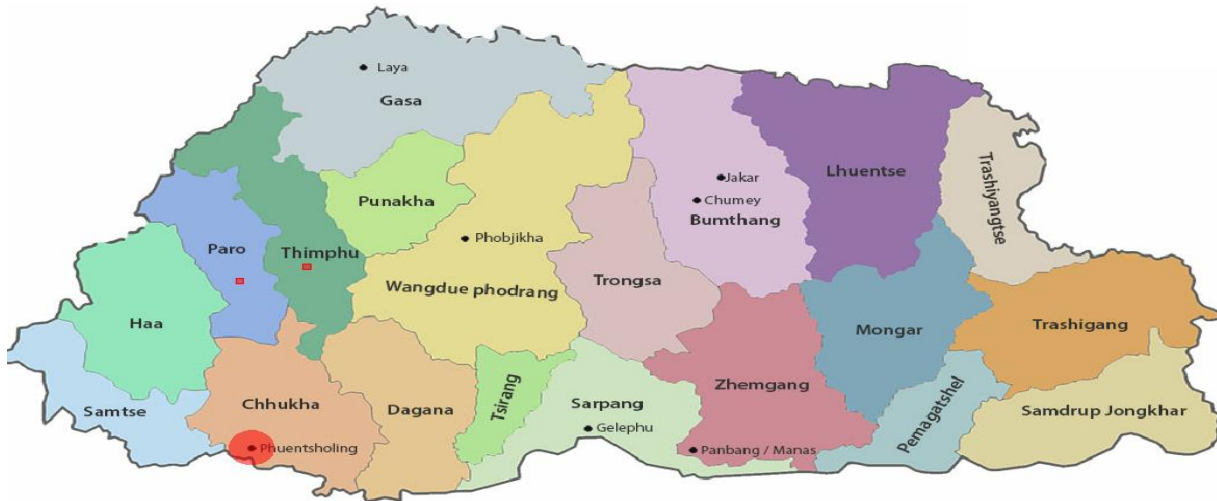 Laya
Gasa
Jakar
Lhuentse
Trashiyangtse
Punakha
Chumey
Bumthang
Paro
Thimphu
Phobjikha
Trongsa
Wangdue phodrang
Haa
Mongar
Trashigang
Zhemgang
Tsirang
Samtse
Chhukha
Dagana
Sarpang
Pemagatshel
Samdrup Jongkhar
Gelephu
Phuentsholing
Panbang / Manas